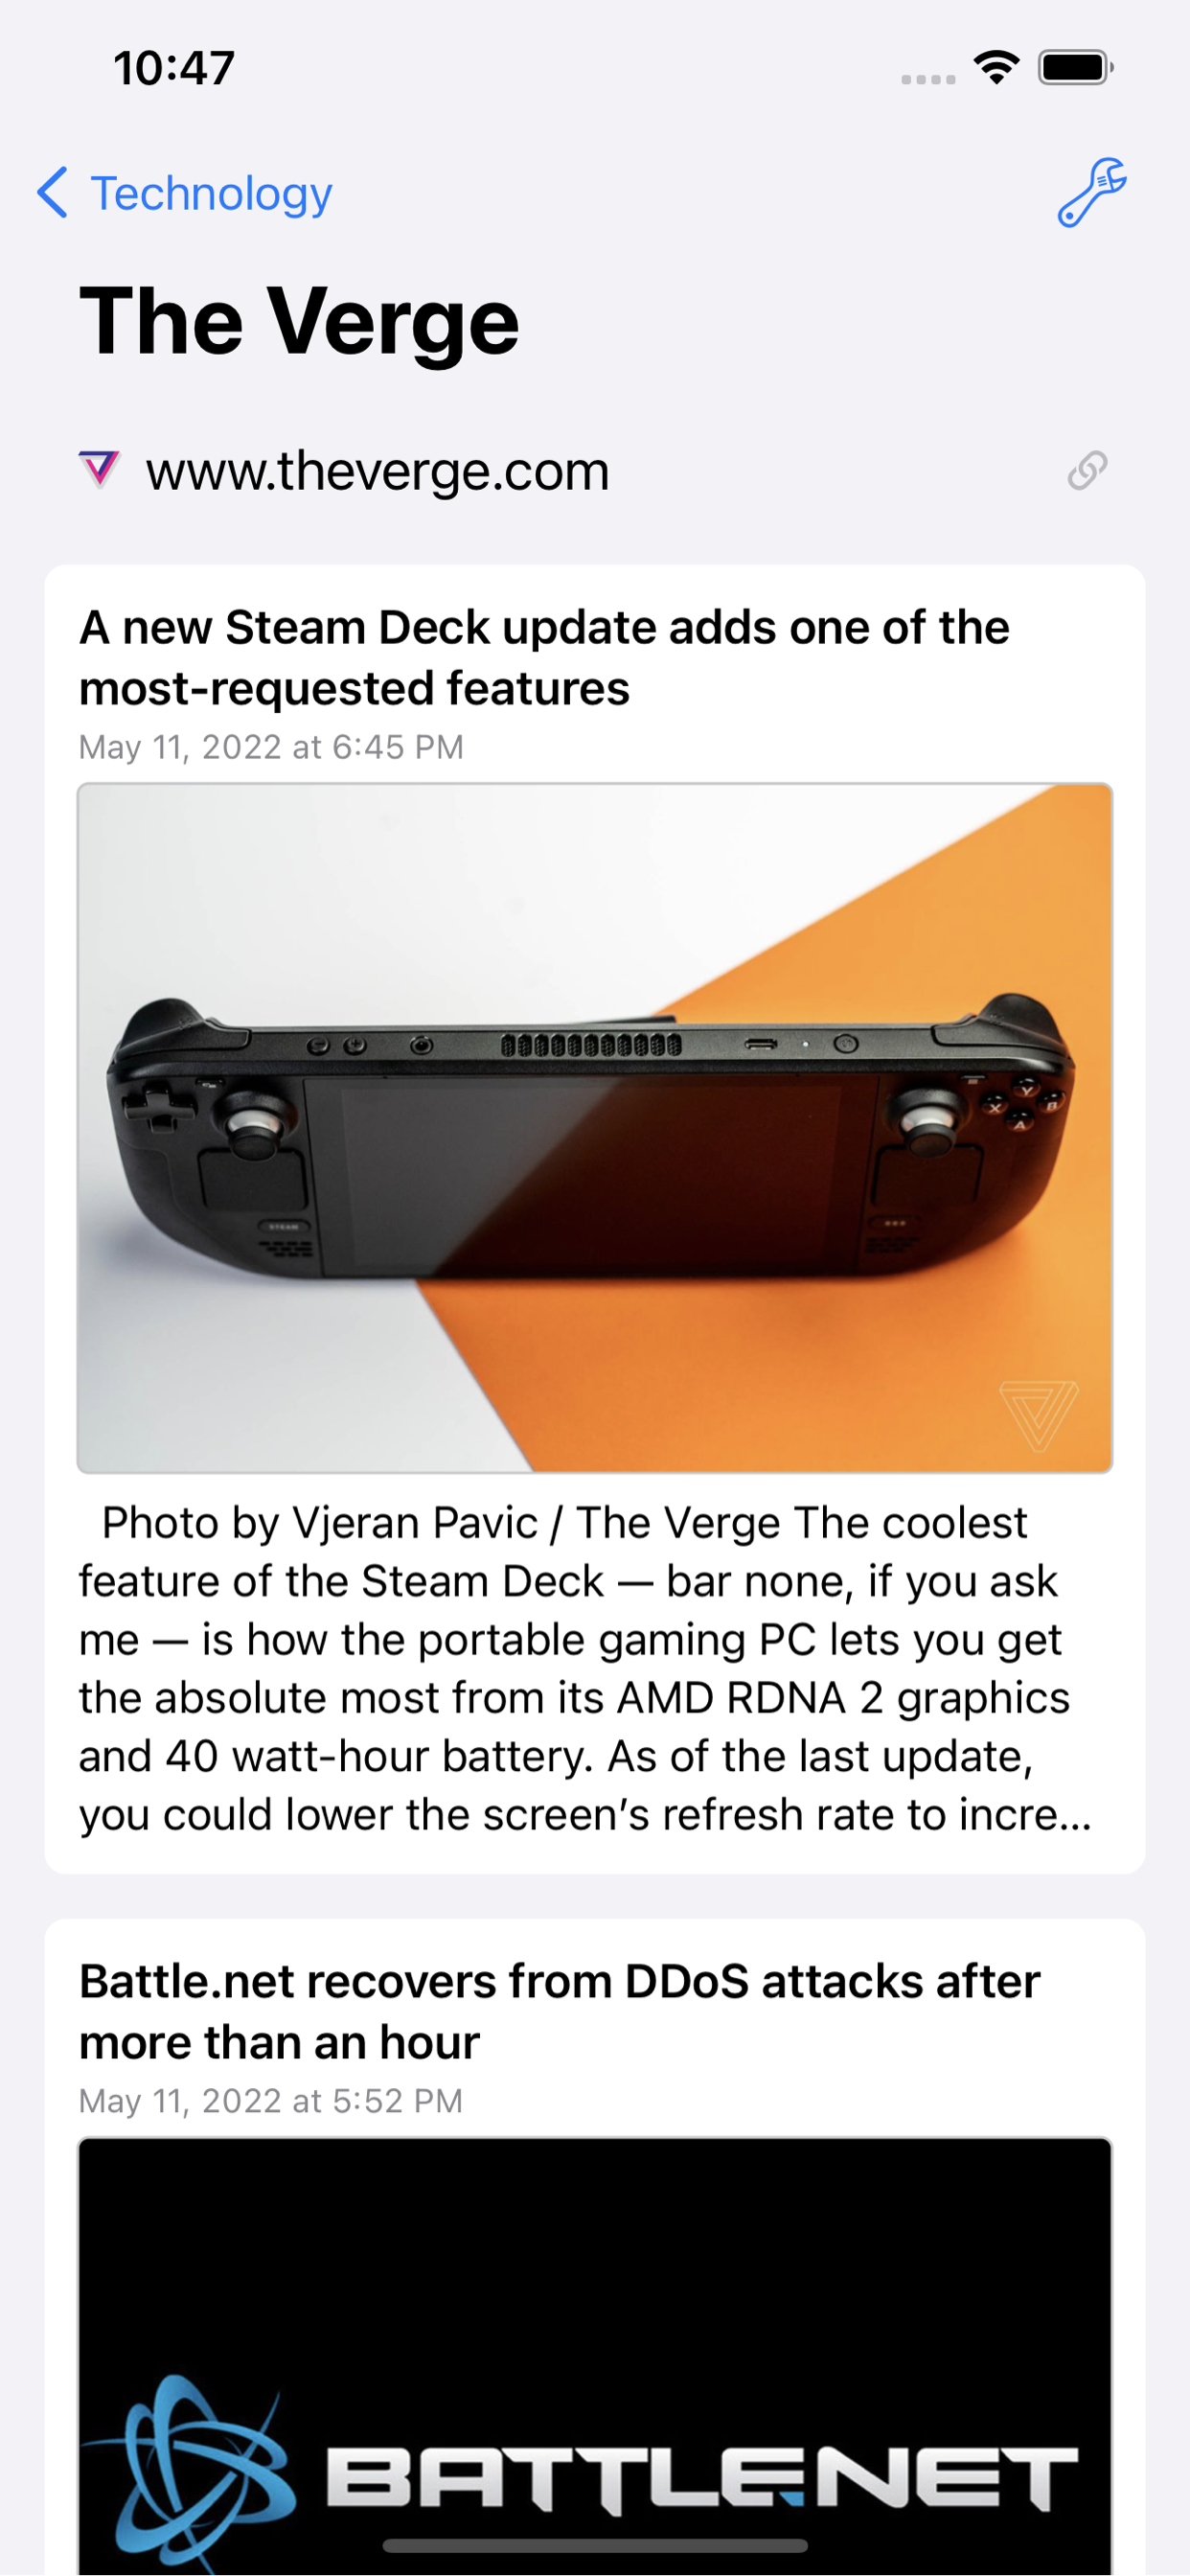 10:47
Technology
The Verge
www.theverge.com
A new Steam Deck update adds one of the
most-requested features
May 11, 2022 at 6:45 PM
Y
X
B
A
STEAM
Photo by Vjeran Pavic / The Verge The coolest
feature of the Steam Deck — bar none, if you ask
me — is how the portable gaming PC lets you get
the absolute most from its AMD RDNA 2 graphics
and 40 watt-hour battery. As of the last update,
you could lower the screen’s refresh rate to incre...
Battle.net recovers from DDoS attacks after
more than an hour
May 11, 2022 at 5:52 PM
BATTLE.NET